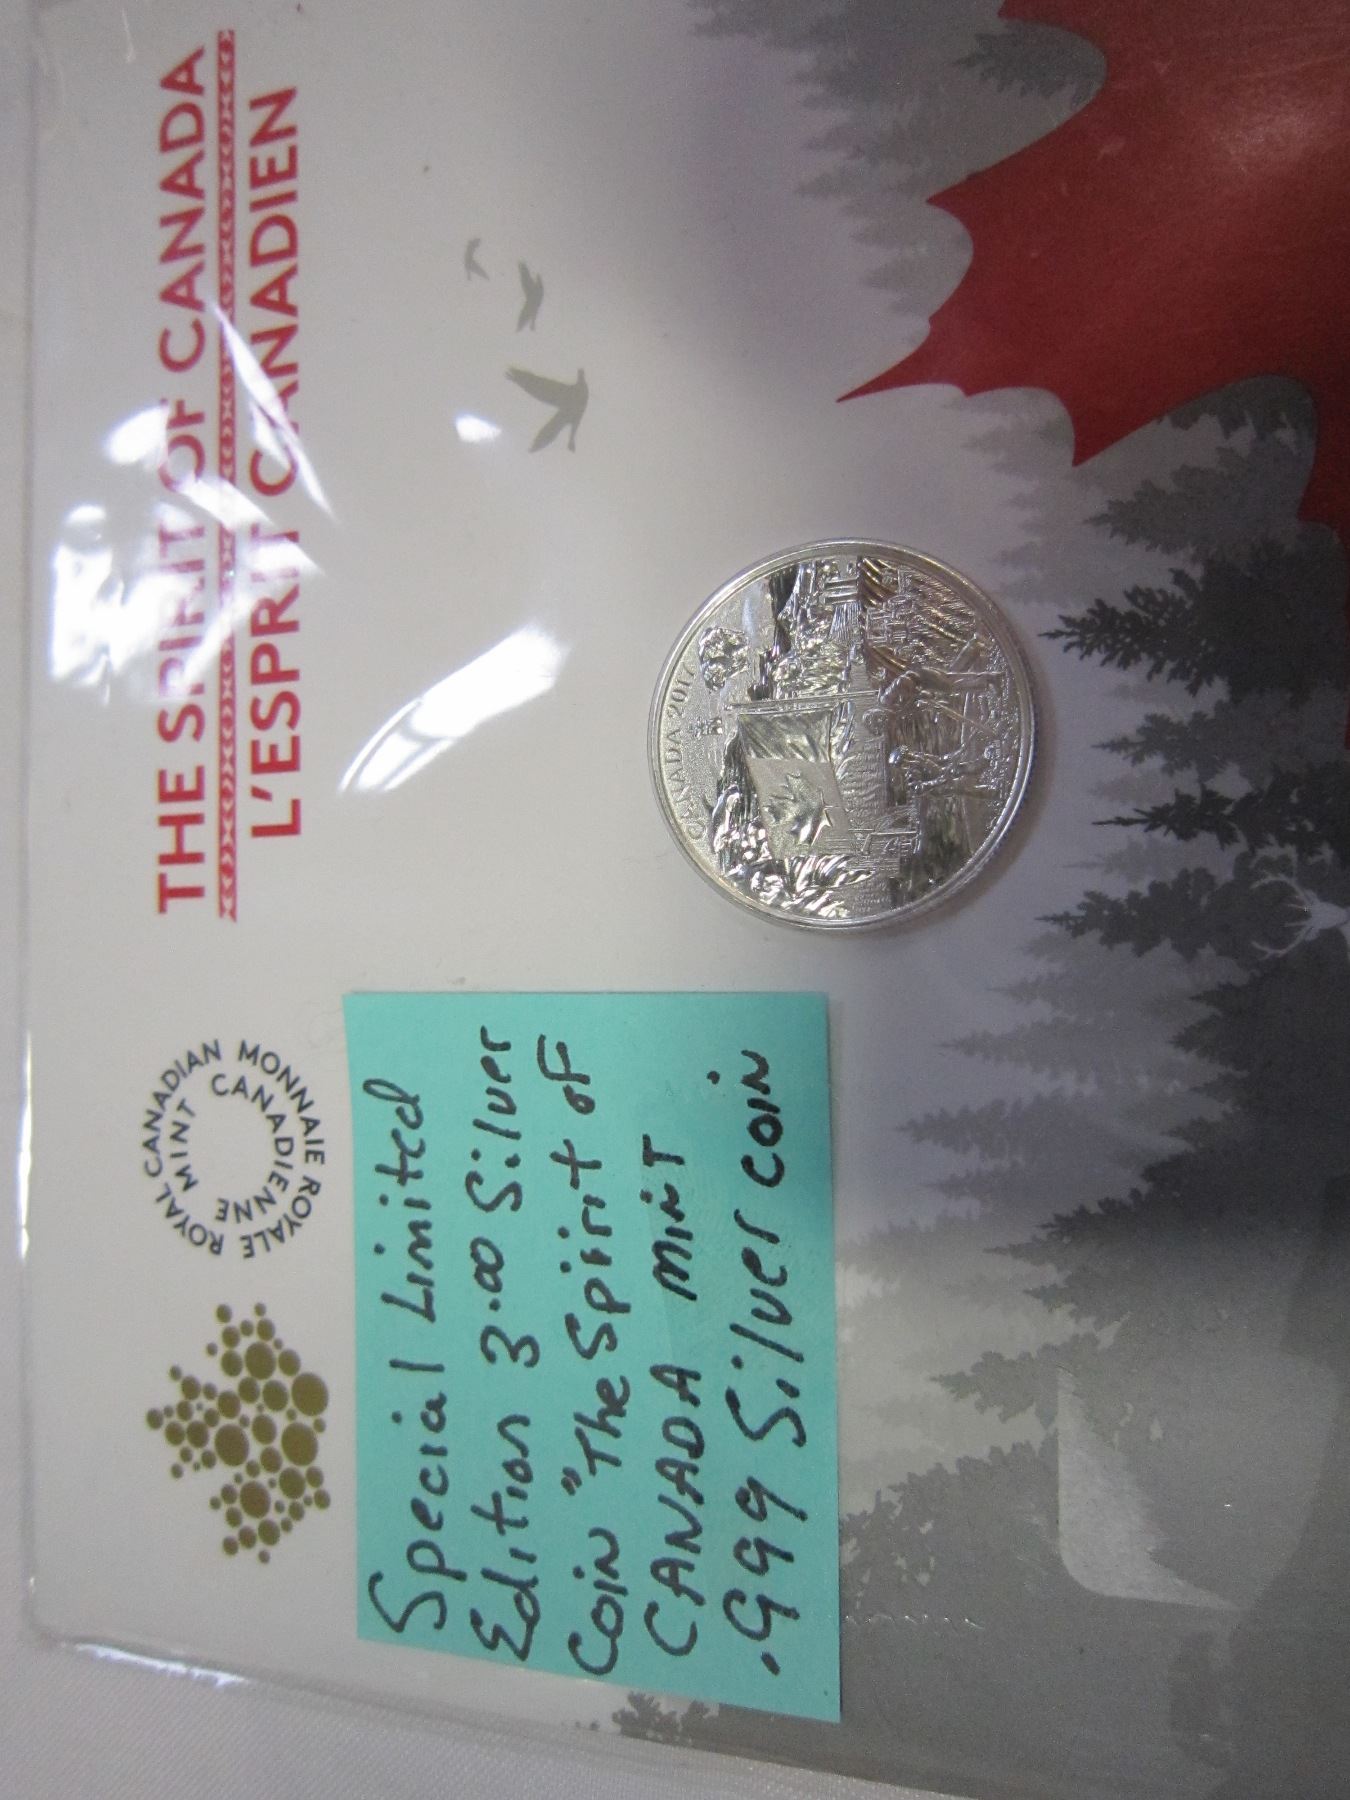 THE SPIRIT OF CANADA
L'ESPRIT CANADIEN
ROYAL CANADIAN MINT
MONNAIE ROYALE CANADIENNE
CANADA 2017
Special Limited
Edition 3.00 Silver
Coin "The Spirit of
CANADA MINT
.999 Silver coin